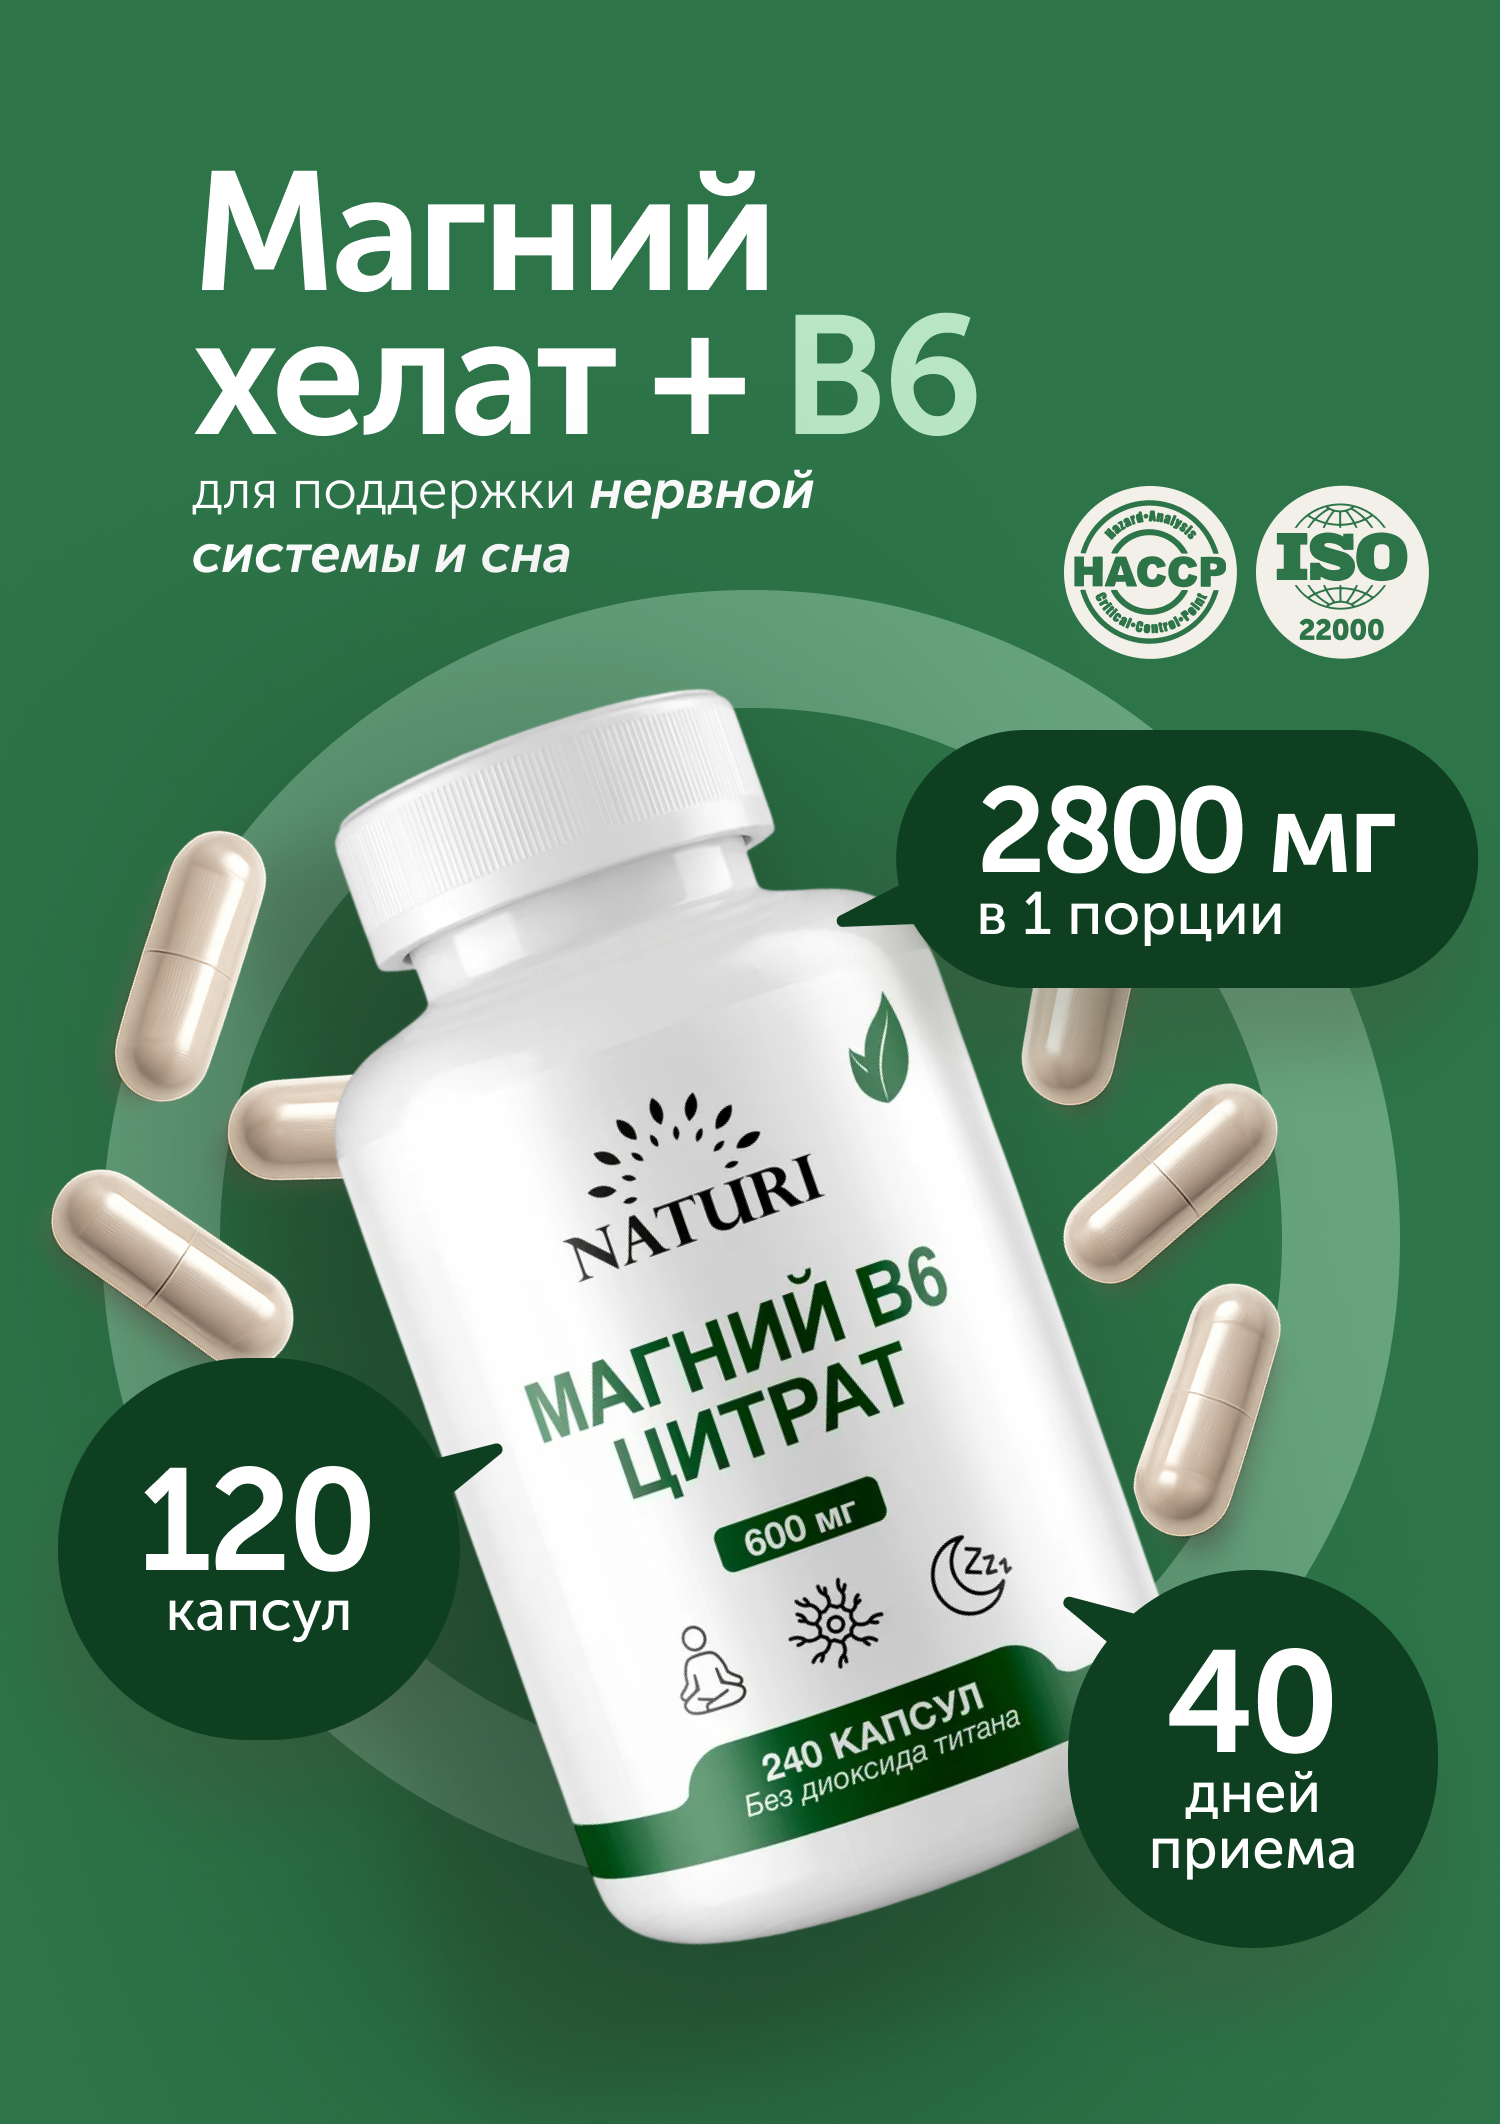 Магний
хелат + B6
для поддержки нервной
системы и сна
Hazard•Analysis
HACCP
Critical•Control•Point
ISO
22000
2800 мг
в 1 порции
NATURI
МАГНИЙ B6
ЦИТРАТ
600 мг
Zzz
240 КАПСУЛ
Без диоксида титана
120
капсул
40
дней
приема